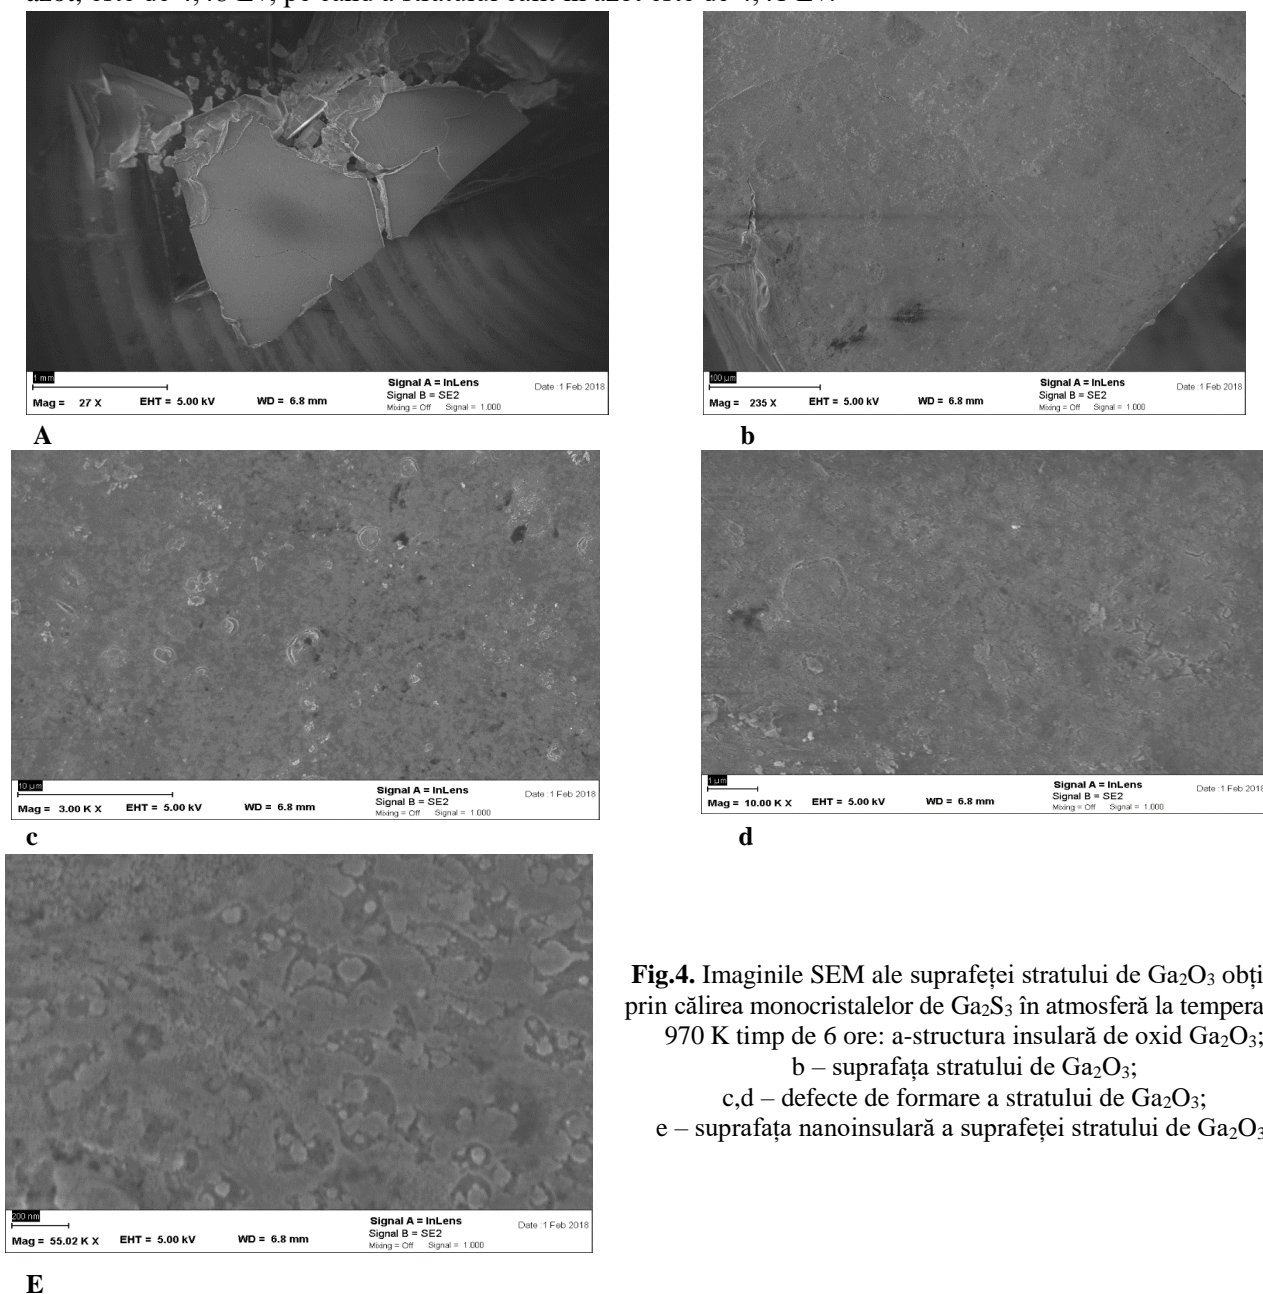 1 mm
Signal A = InLens
Signal B = SE2
Date :1 Feb 2018
Mag = 27 X EHT = 5.00 kV WD = 6.8 mm
Mixing = Off Signal = 1.000
A
100 µm
Signal A = InLens
Signal B = SE2
Date :1 Feb 2018
Mag = 235 X EHT = 5.00 kV WD = 6.8 mm
Mixing = Off Signal = 1.000
b
10 µm
Signal A = InLens
Signal B = SE2
Date :1 Feb 2018
Mag = 3.00 K X EHT = 5.00 kV WD = 6.8 mm
Mixing = Off Signal = 1.000
c
1 µm
Signal A = InLens
Signal B = SE2
Date :1 Feb 2018
Mag = 10.00 K X EHT = 5.00 kV WD = 6.8 mm
Mixing = Off Signal = 1.000
d
200 nm
Signal A = InLens
Signal B = SE2
Date :1 Feb 2018
Mag = 55.02 K X EHT = 5.00 kV WD = 6.8 mm
Mixing = Off Signal = 1.000
E
Fig.4. Imaginile SEM ale suprafeței stratului de Ga₂O₃ obți
prin călirea monocristalelor de Ga₂S₃ în atmosferă la tempera
970 K timp de 6 ore: a-structura insulară de oxid Ga₂O₃;
b – suprafața stratului de Ga₂O₃;
c,d – defecte de formare a stratului de Ga₂O₃;
e – suprafața nanoinsulară a suprafeței stratului de Ga₂O₃